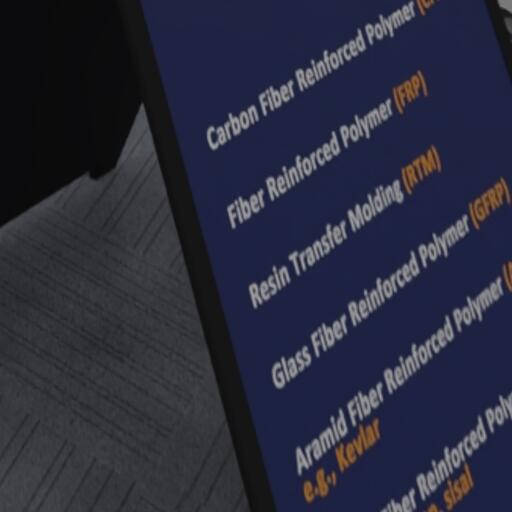 Carbon Fiber Reinforced Polymer
Fiber Reinforced Polymer (FRP)
Resin Transfer Molding (RTM)
Glass Fiber Reinforced Polymer (GFRP)
Aramid Fiber Reinforced Polymer
e.g., Kevlar
Fiber Reinforced
sisal